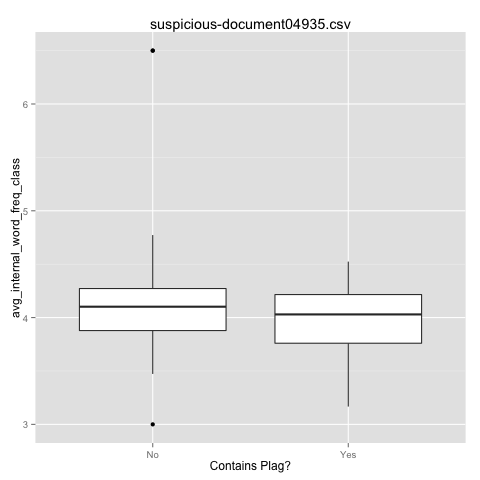 suspicious-document04935.csv
avg_internal_word_freq_class
6
5
4
3
No Yes
Contains Plag?